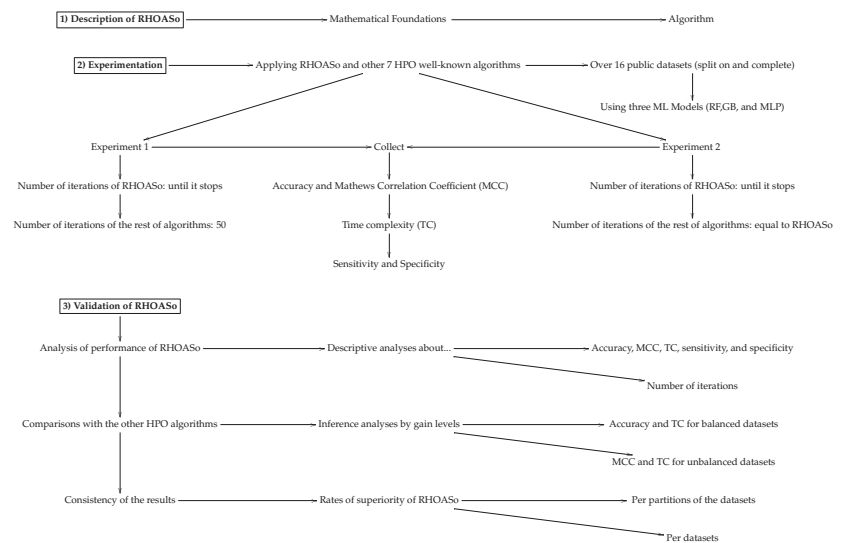 1) Description of RHOASo
Mathematical Foundations
Algorithm
2) Experimentation
Applying RHOASo and other 7 HPO well-known algorithms
Over 16 public datasets (split on and complete)
Using three ML Models (RF,GB, and MLP)
Experiment 1
Collect
Experiment 2
Number of iterations of RHOASo: until it stops
Accuracy and Mathews Correlation Coefficient (MCC)
Number of iterations of RHOASo: until it stops
Number of iterations of the rest of algorithms: 50
Time complexity (TC)
Number of iterations of the rest of algorithms: equal to RHOASo
Sensitivity and Specificity
3) Validation of RHOASo
Analysis of performance of RHOASo
Descriptive analyses about...
Accuracy, MCC, TC, sensitivity, and specificity
Number of iterations
Comparisons with the other HPO algorithms
Inference analyses by gain levels
Accuracy and TC for balanced datasets
MCC and TC for unbalanced datasets
Consistency of the results
Rates of superiority of RHOASo
Per partitions of the datasets
Per datasets